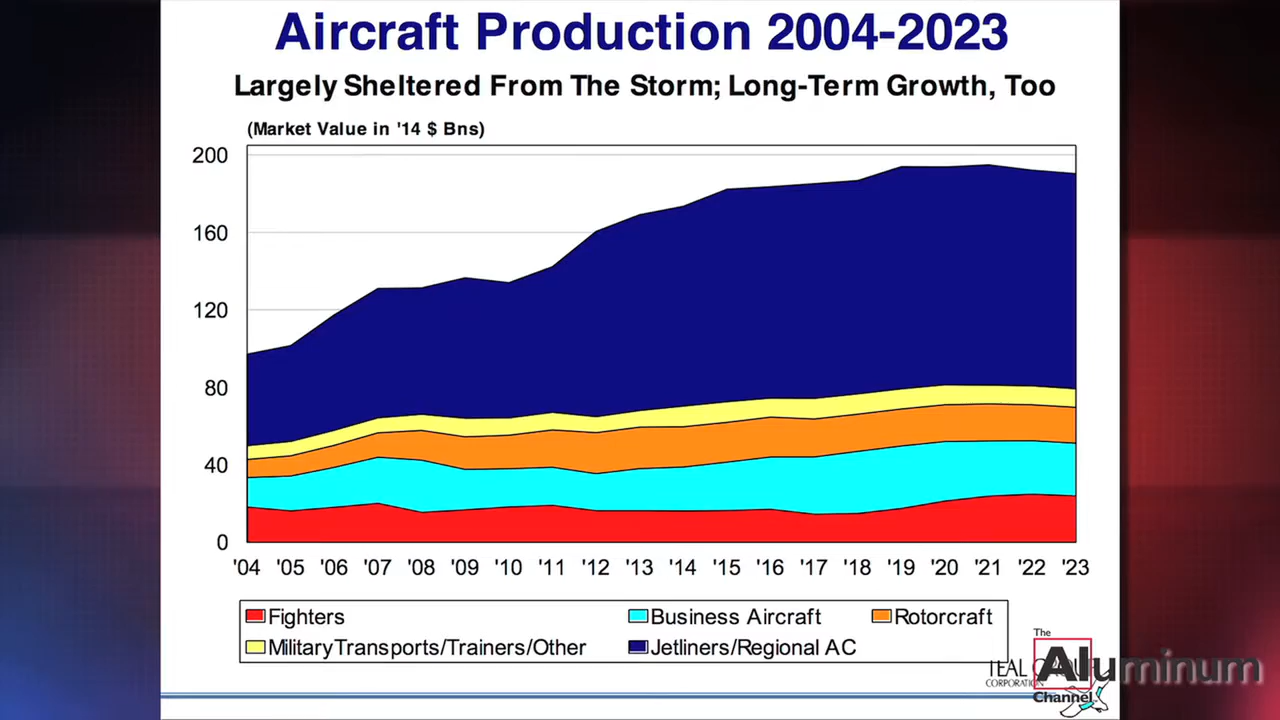 Aircraft Production 2004-2023
Largely Sheltered From The Storm; Long-Term Growth, Too
(Market Value in '14 $ Bns)
200
160
120
80
40
0
'04 '05 '06 '07 '08 '09 '10 '11 '12 '13 '14 '15 '16 '17 '18 '19 '20 '21 '22 '23
Fighters Business Aircraft Rotorcraft
Military Transports/Trainers/Other Jetliners/Regional AC
TEAL
CORPORATION
The
Aluminum
Channel